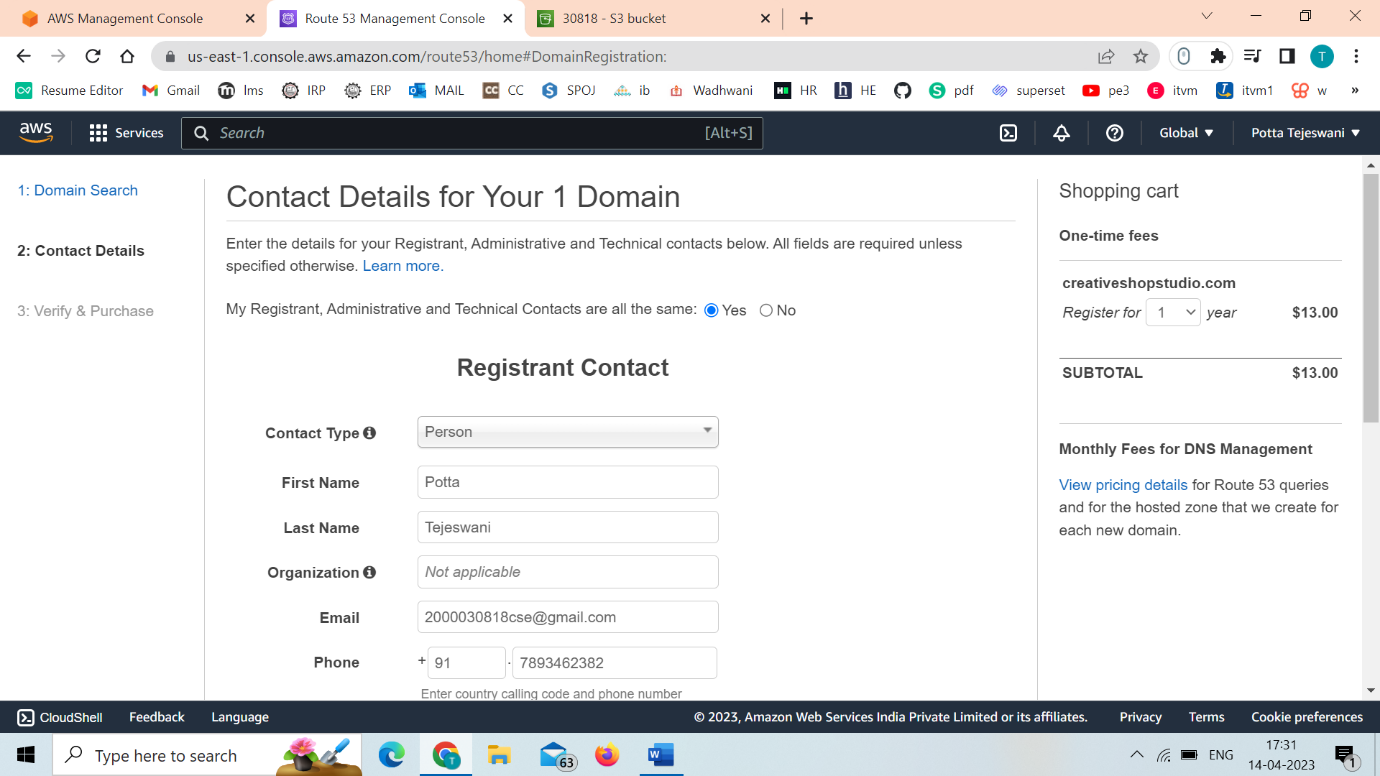 AWS Management Console
Route 53 Management Console
30818 - S3 bucket
us-east-1.console.aws.amazon.com/route53/home#DomainRegistration:
T
Resume Editor
Gmail
lms
IRP
ERP
MAIL
CC
CC
SPOJ
ib
Wadhwani
HR
HE
pdf
superset
pe3
itvm
itvm1
w
»
aws
Services
Search
[Alt+S]
Global
Potta Tejeswani
1: Domain Search
2: Contact Details
3: Verify & Purchase
Contact Details for Your 1 Domain
Enter the details for your Registrant, Administrative and Technical contacts below. All fields are required unless
specified otherwise. Learn more.
My Registrant, Administrative and Technical Contacts are all the same: Yes No
Registrant Contact
Contact Type Person
First Name Potta
Last Name Tejeswani
Organization Not applicable
Email 2000030818cse@gmail.com
Phone + 91 . 7893462382
Enter country calling code and phone number
Shopping cart
One-time fees
creativeshopstudio.com
Register for 1 year $13.00
SUBTOTAL $13.00
Monthly Fees for DNS Management
View pricing details for Route 53 queries
and for the hosted zone that we create for
each new domain.
CloudShell
Feedback
Language
© 2023, Amazon Web Services India Private Limited or its affiliates.
Privacy
Terms
Cookie preferences
Type here to search
63
ENG
17:31
14-04-2023
1